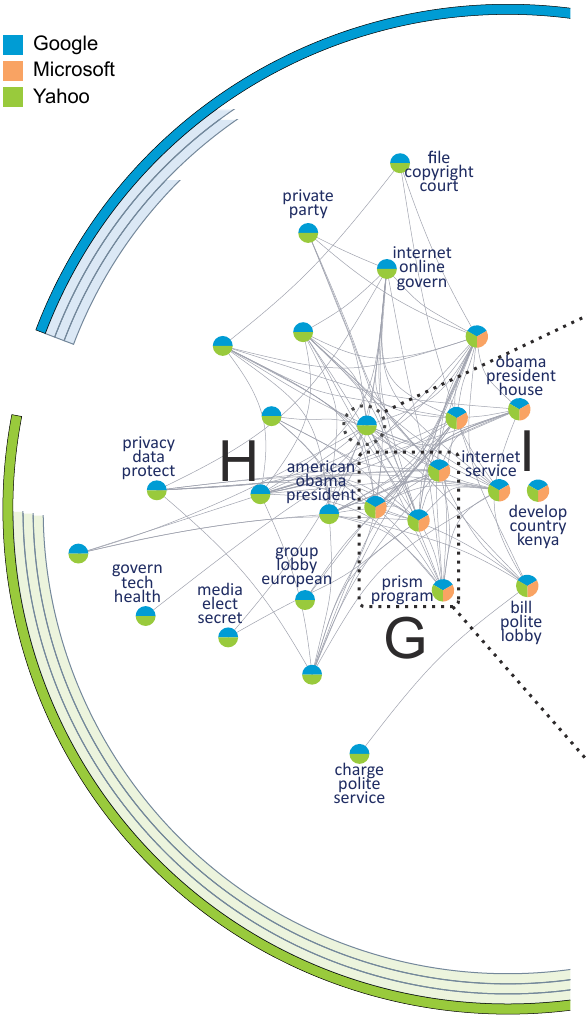 Google
Microsoft
Yahoo
file
copyright
court
private
party
internet
online
govern
obama
president
house
privacy
data
protect
H
american
obama
president
internet
service
I
develop
country
kenya
govern
tech
health
media
elect
secret
group
lobby
european
prism
program
G
bill
polite
lobby
charge
polite
service